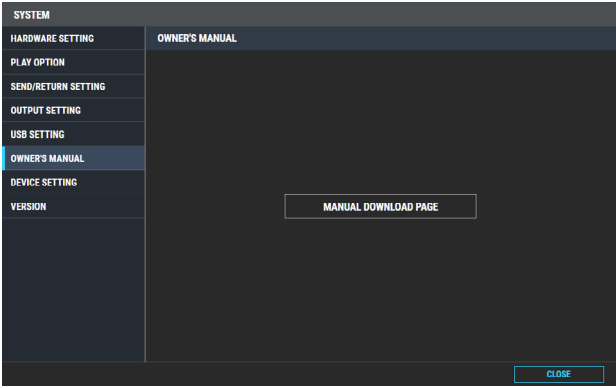 SYSTEM
HARDWARE SETTING
PLAY OPTION
SEND/RETURN SETTING
OUTPUT SETTING
USB SETTING
OWNER'S MANUAL
DEVICE SETTING
VERSION
OWNER'S MANUAL
MANUAL DOWNLOAD PAGE
CLOSE